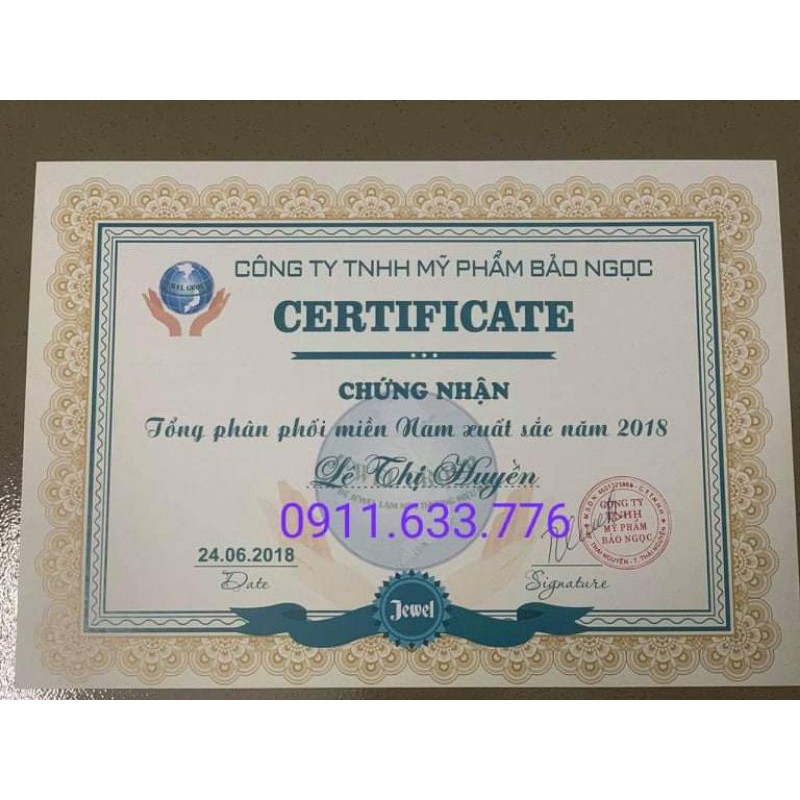 CÔNG TY TNHH MỸ PHẨM BẢO NGỌC
CERTIFICATE
CHỨNG NHẬN
Tổng phân phối miền Nam xuất sắc năm 2018
Lê Thị Huyền
0911.633.776
24.06.2018
Date
Signature
CÔNG TY
TNHH
MỸ PHẨM
BẢO NGỌC
Jewel